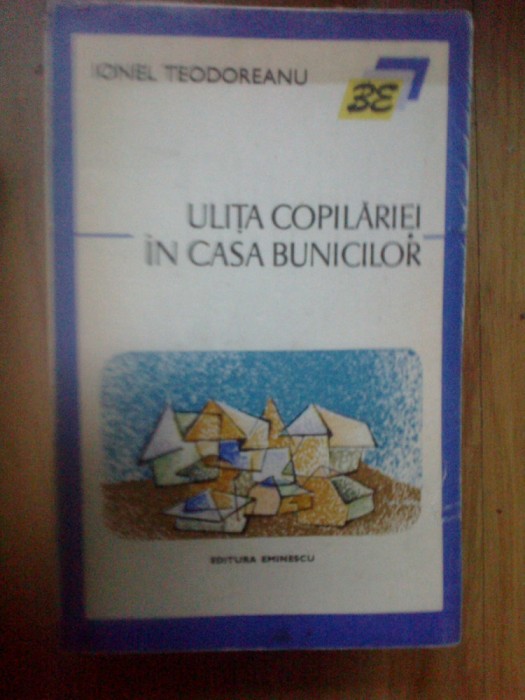 IONEL TEODOREANU
BE
ULIȚA COPILĂRIEI
ÎN CASA BUNICILOR
EDITURA EMINESCU